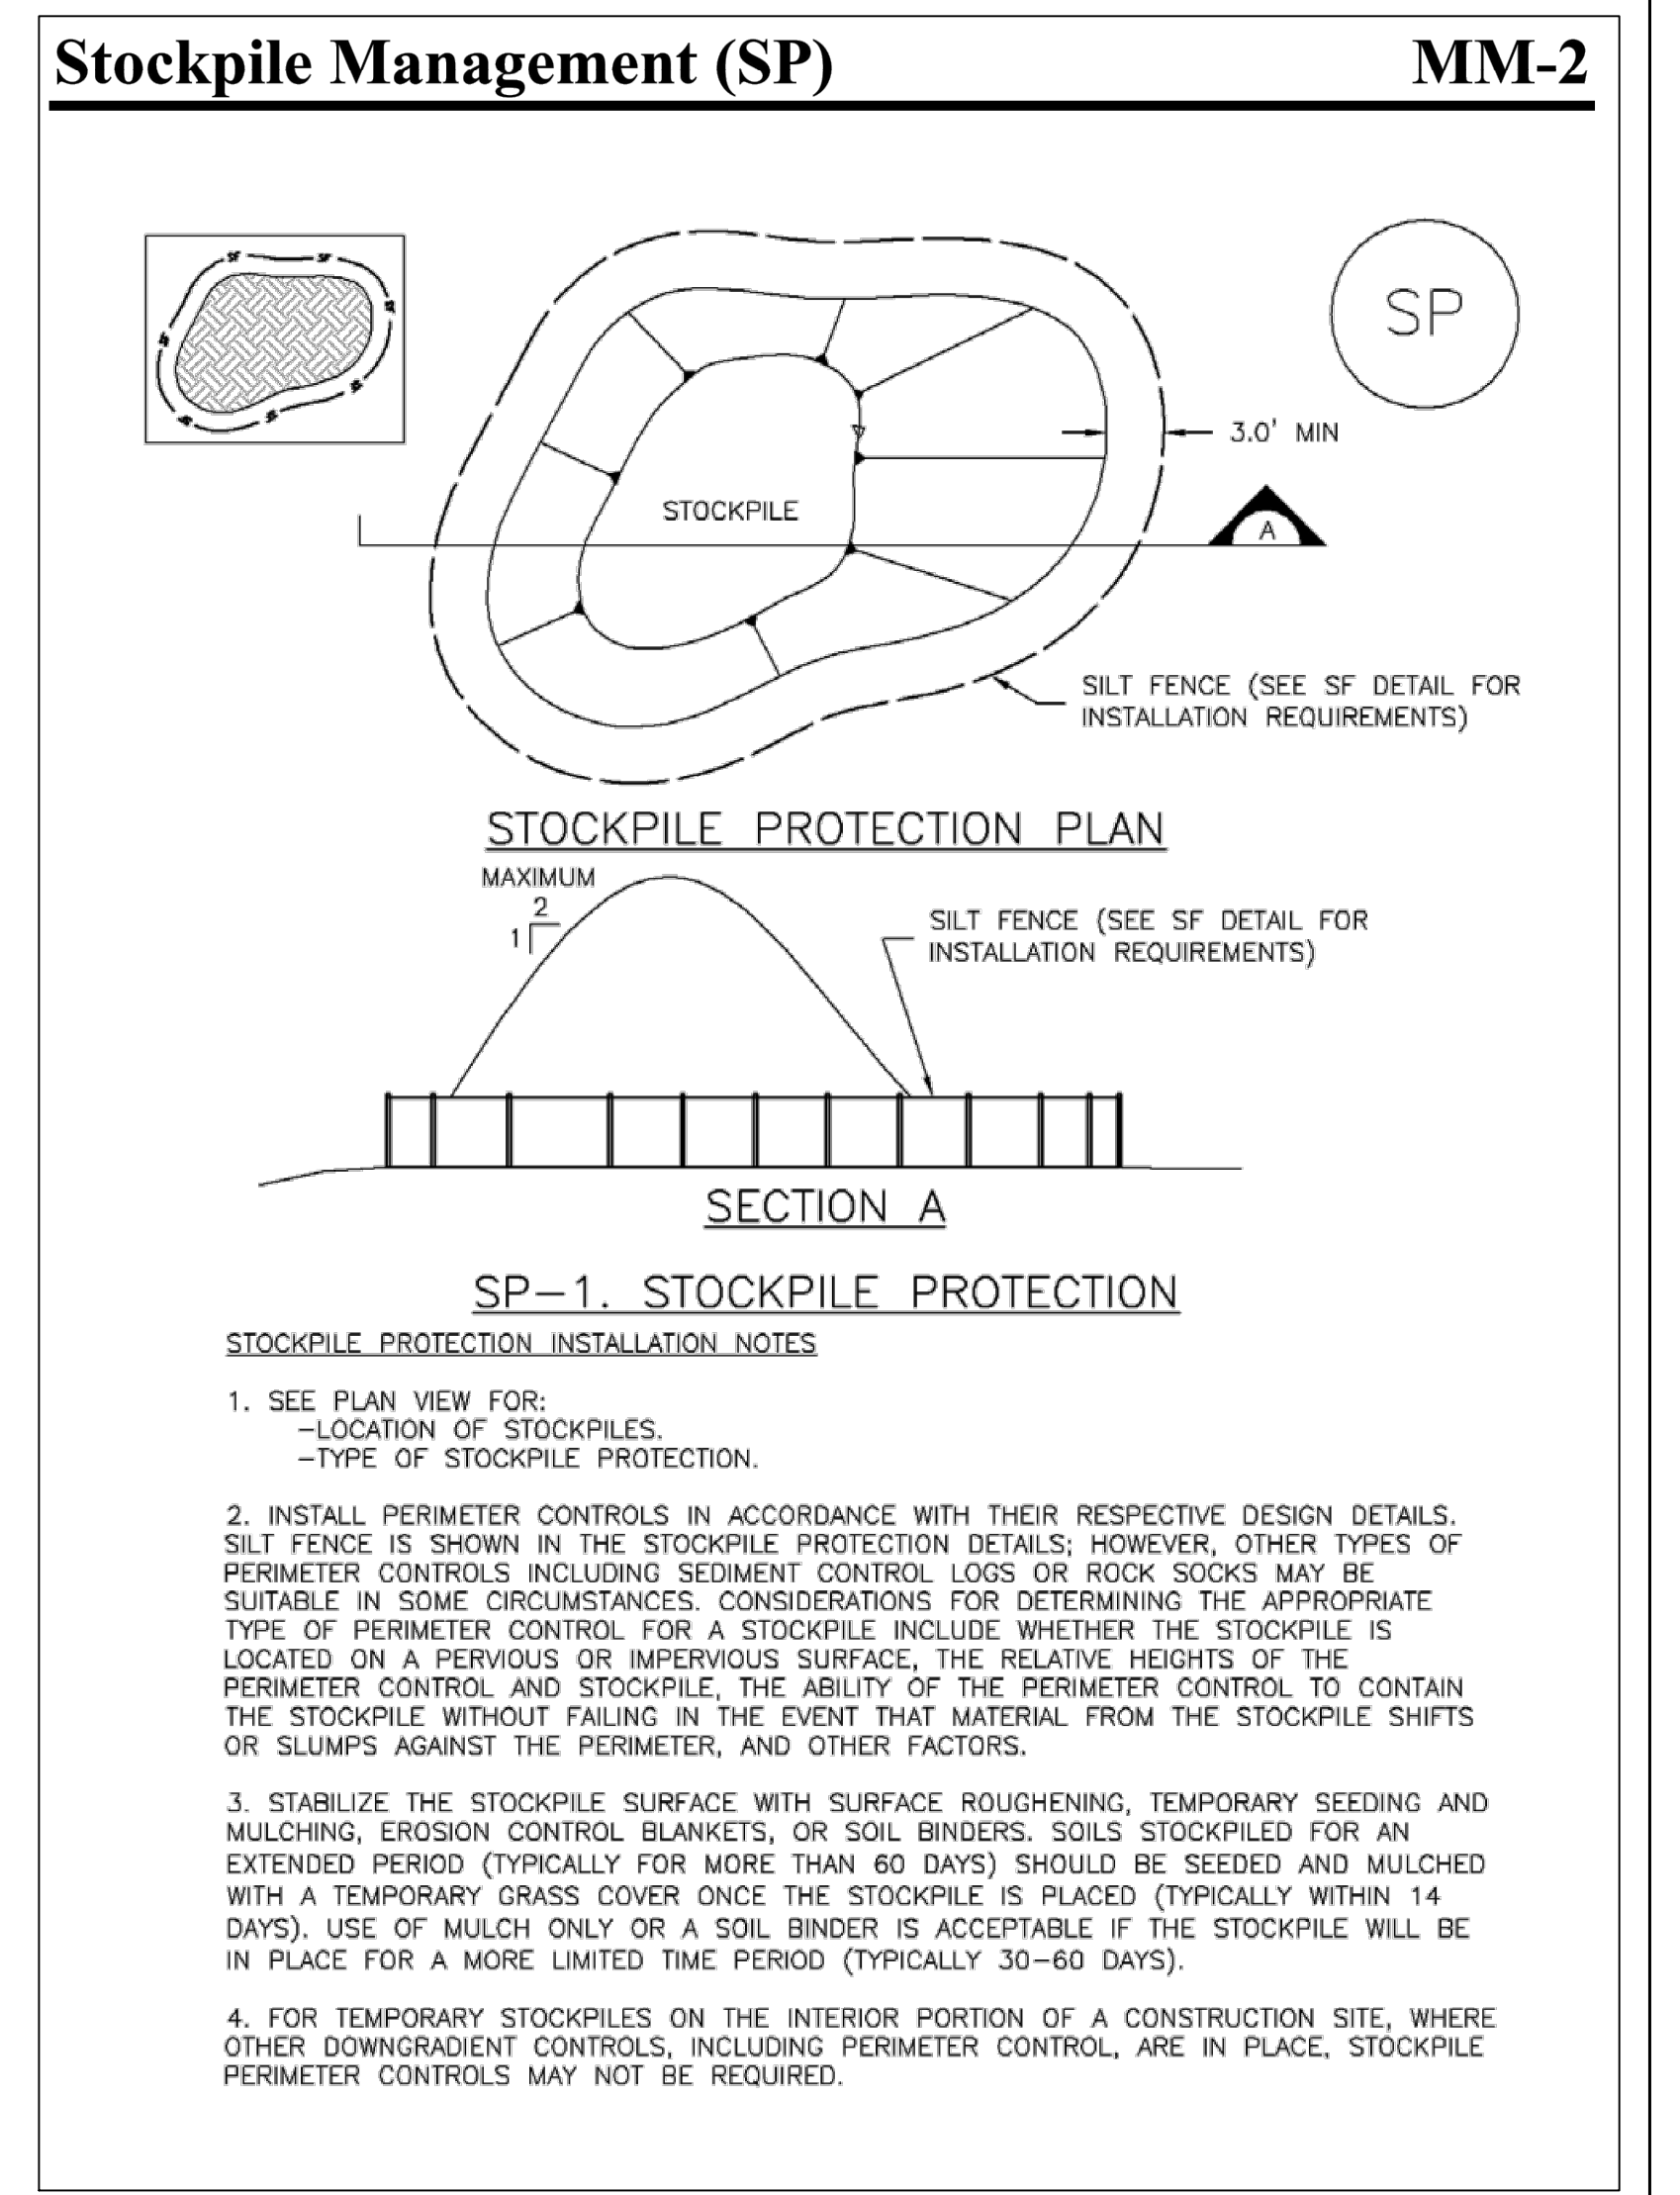 Stockpile Management (SP) MM-2
SF SF
SF
SF
SF
SF
SF
SP
3.0' MIN
STOCKPILE
A
SILT FENCE (SEE SF DETAIL FOR
INSTALLATION REQUIREMENTS)
STOCKPILE PROTECTION PLAN
MAXIMUM
2
1
SILT FENCE (SEE SF DETAIL FOR
INSTALLATION REQUIREMENTS)
SECTION A
SP-1. STOCKPILE PROTECTION
STOCKPILE PROTECTION INSTALLATION NOTES
1. SEE PLAN VIEW FOR:
-LOCATION OF STOCKPILES.
-TYPE OF STOCKPILE PROTECTION.
2. INSTALL PERIMETER CONTROLS IN ACCORDANCE WITH THEIR RESPECTIVE DESIGN DETAILS.
SILT FENCE IS SHOWN IN THE STOCKPILE PROTECTION DETAILS; HOWEVER, OTHER TYPES OF
PERIMETER CONTROLS INCLUDING SEDIMENT CONTROL LOGS OR ROCK SOCKS MAY BE
SUITABLE IN SOME CIRCUMSTANCES. CONSIDERATIONS FOR DETERMINING THE APPROPRIATE
TYPE OF PERIMETER CONTROL FOR A STOCKPILE INCLUDE WHETHER THE STOCKPILE IS
LOCATED ON A PERVIOUS OR IMPERVIOUS SURFACE, THE RELATIVE HEIGHTS OF THE
PERIMETER CONTROL AND STOCKPILE, THE ABILITY OF THE PERIMETER CONTROL TO CONTAIN
THE STOCKPILE WITHOUT FAILING IN THE EVENT THAT MATERIAL FROM THE STOCKPILE SHIFTS
OR SLUMPS AGAINST THE PERIMETER, AND OTHER FACTORS.
3. STABILIZE THE STOCKPILE SURFACE WITH SURFACE ROUGHENING, TEMPORARY SEEDING AND
MULCHING, EROSION CONTROL BLANKETS, OR SOIL BINDERS. SOILS STOCKPILED FOR AN
EXTENDED PERIOD (TYPICALLY FOR MORE THAN 60 DAYS) SHOULD BE SEEDED AND MULCHED
WITH A TEMPORARY GRASS COVER ONCE THE STOCKPILE IS PLACED (TYPICALLY WITHIN 14
DAYS). USE OF MULCH ONLY OR A SOIL BINDER IS ACCEPTABLE IF THE STOCKPILE WILL BE
IN PLACE FOR A MORE LIMITED TIME PERIOD (TYPICALLY 30-60 DAYS).
4. FOR TEMPORARY STOCKPILES ON THE INTERIOR PORTION OF A CONSTRUCTION SITE, WHERE
OTHER DOWNGRADIENT CONTROLS, INCLUDING PERIMETER CONTROL, ARE IN PLACE, STOCKPILE
PERIMETER CONTROLS MAY NOT BE REQUIRED.